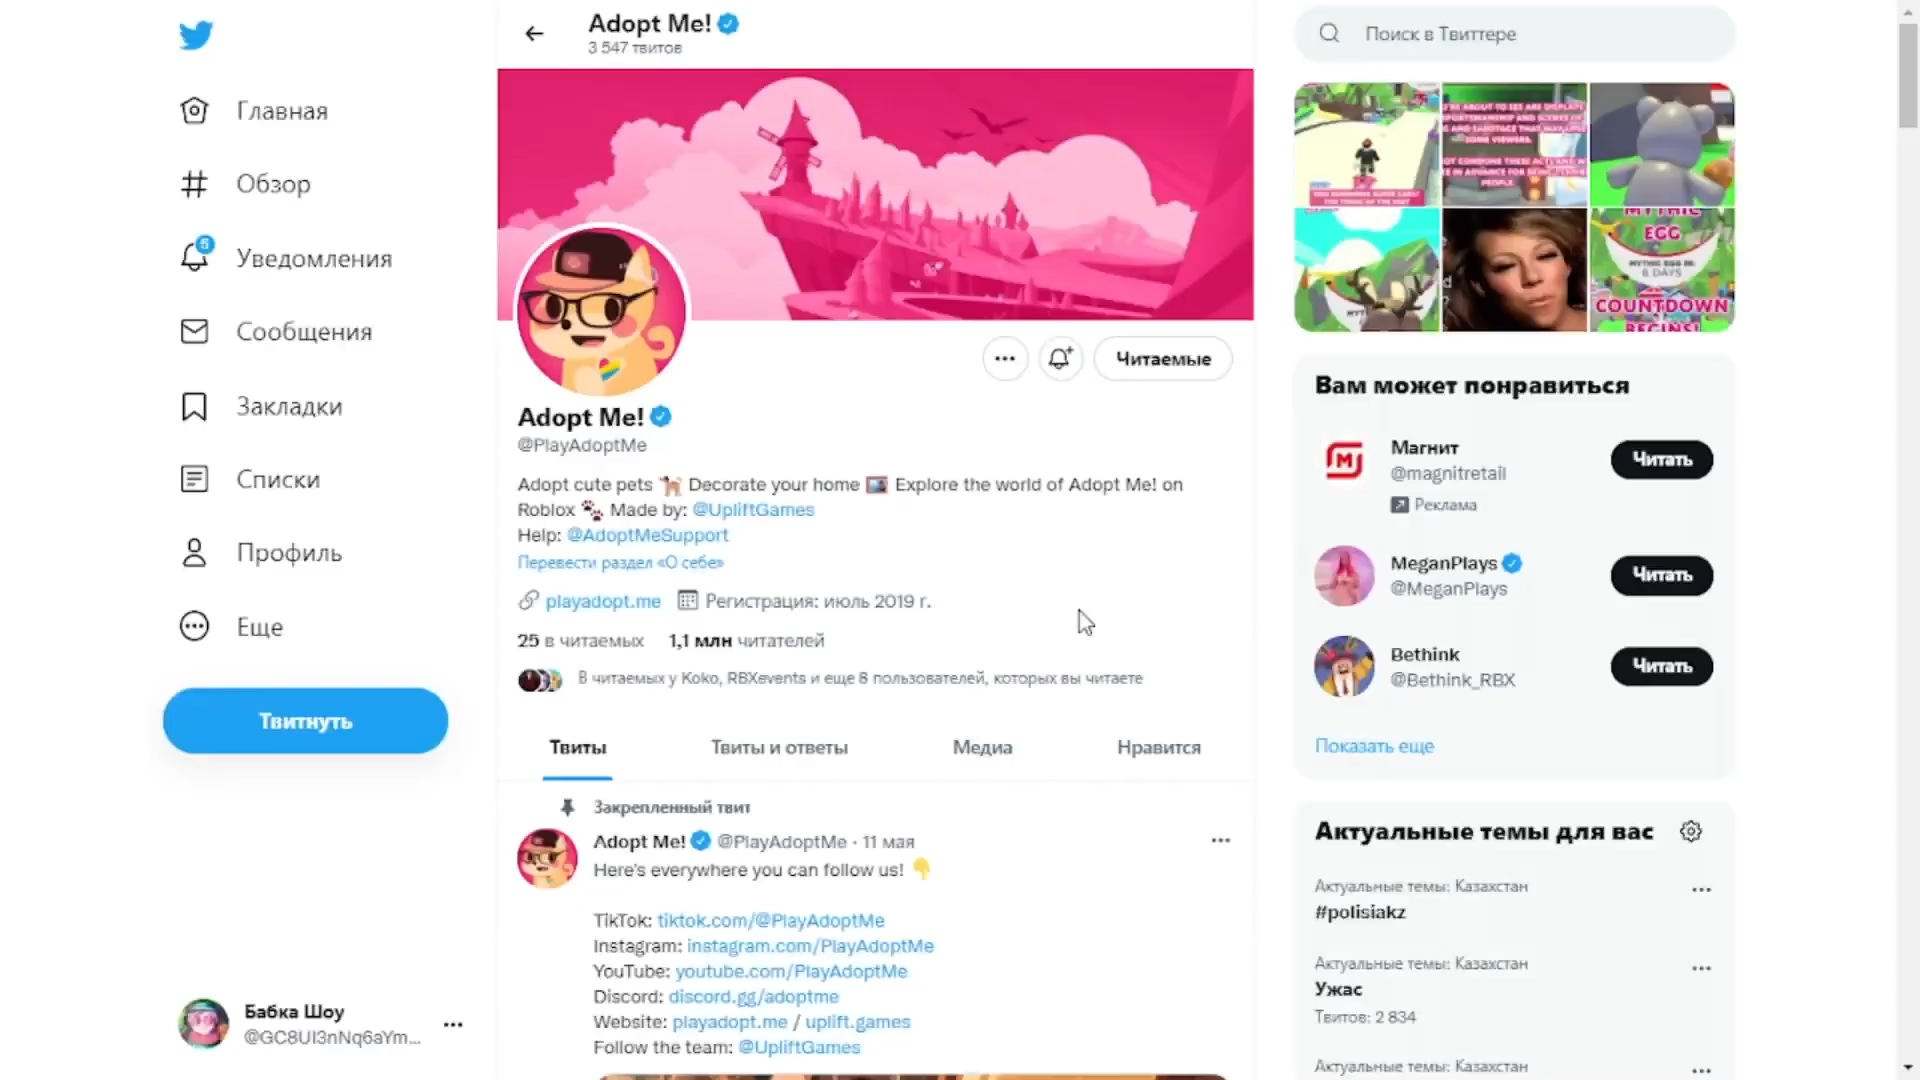 Adopt Me!
3 547 твитов
Поиск в Твиттере
Главная
Обзор
5
Уведомления
Сообщения
Закладки
Списки
Профиль
Еще
Твитнуть
Бабка Шоу
@GC8UI3nNq6aYm...
Читаемые
Adopt Me!
@PlayAdoptMe
Adopt cute pets Decorate your home Explore the world of Adopt Me! on
Roblox Made by: @UpliftGames
Help: @AdoptMeSupport
Перевести раздел «О себе»
playadopt.me Регистрация: июль 2019 г.
25 в читаемых 1,1 млн читателей
В читаемых у Koko, RBXevents и еще 8 пользователей, которых вы читаете
Твиты Твиты и ответы Медиа Нравится
Закрепленный твит
Adopt Me! @PlayAdoptMe · 11 мая
Here's everywhere you can follow us!
TikTok: tiktok.com/@PlayAdoptMe
Instagram: instagram.com/PlayAdoptMe
YouTube: youtube.com/PlayAdoptMe
Discord: discord.gg/adoptme
Website: playadopt.me / uplift.games
Follow the team: @UpliftGames
MYTHIC
EGG
MYTHIC EGG IN:
6 DAYS
COUNTDOWN
BEGINS!
Вам может понравиться
Магнит
@magnitretail
Реклама
Читать
MeganPlays
@MeganPlays
Читать
Bethink
@Bethink_RBX
Читать
Показать еще
Актуальные темы для вас
Актуальные темы: Казахстан
#polisiakz
Актуальные темы: Казахстан
Ужас
Твитов: 2 834
Актуальные темы: Казахстан